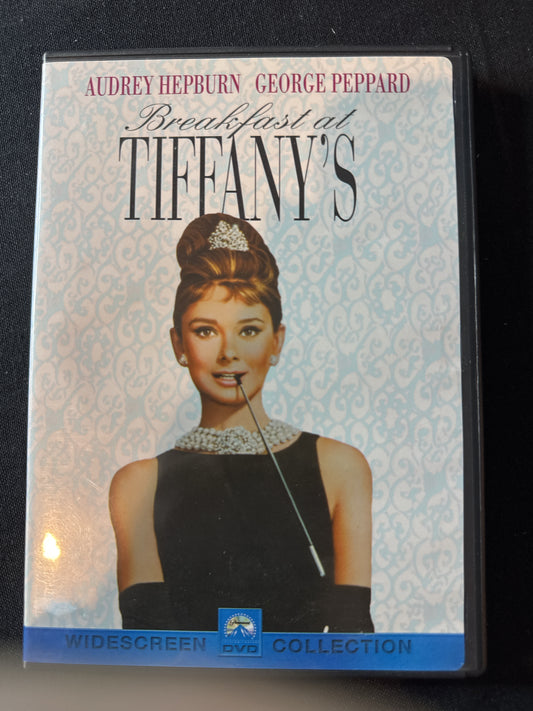 AUDREY HEPBURN GEORGE PEPPARD
Breakfast at
TIFFANY'S
WIDESCREEN DVD COLLECTION